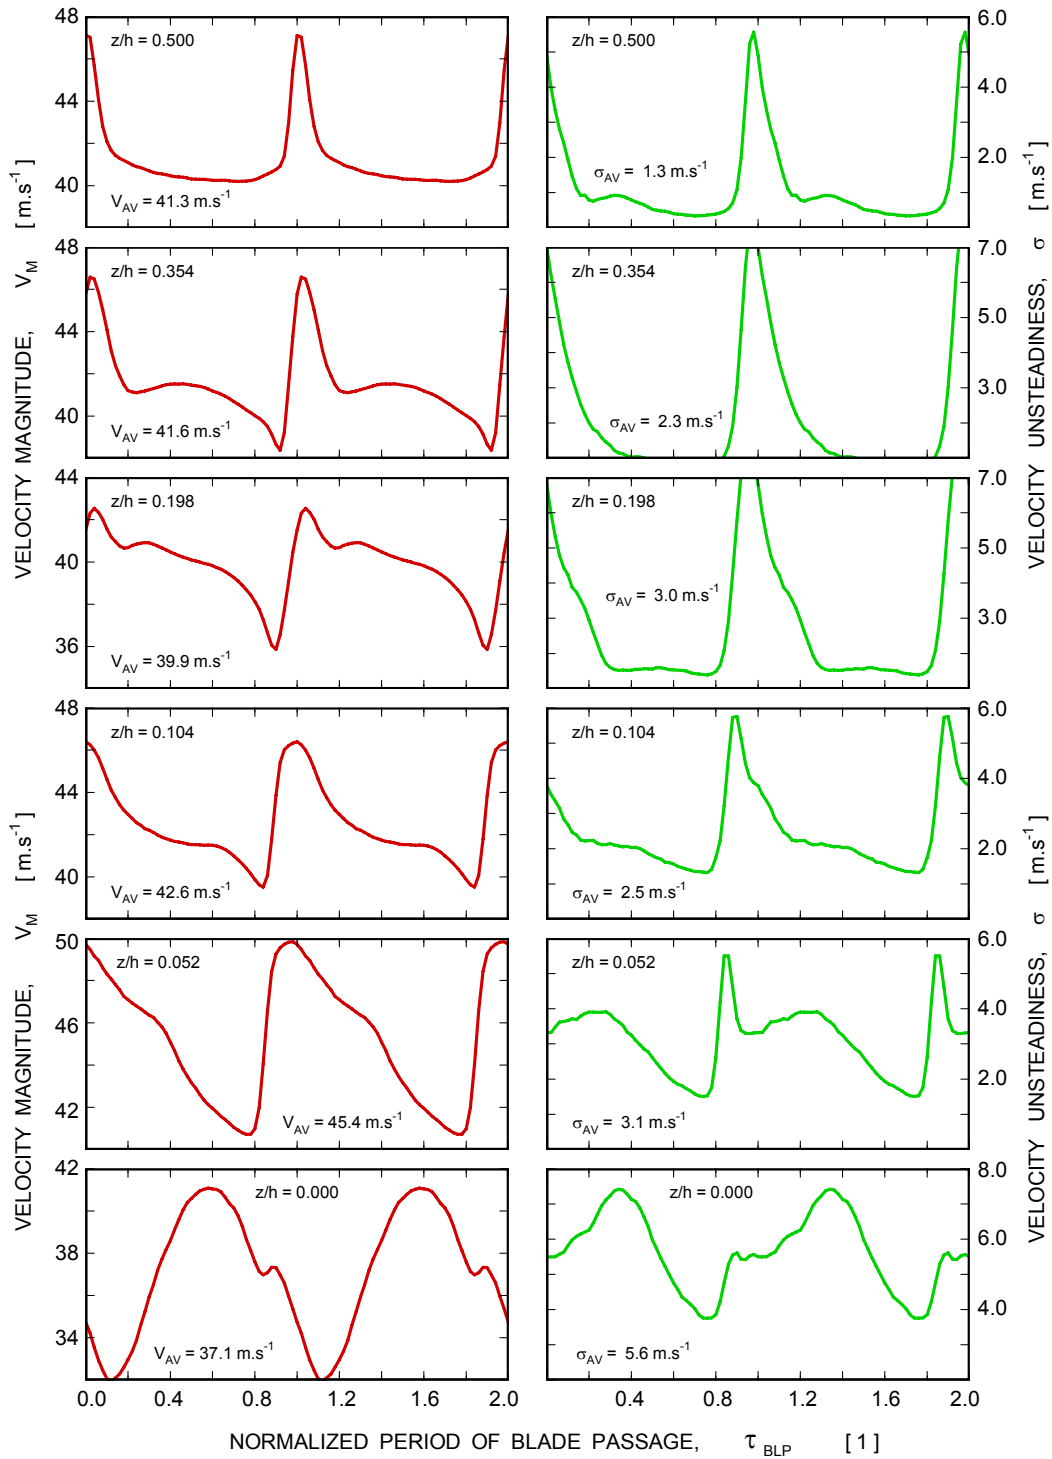 48
44
40
z/h = 0.500
V_AV = 41.3 m.s⁻¹
z/h = 0.500
σ_AV = 1.3 m.s⁻¹
6.0
4.0
2.0
48
44
40
z/h = 0.354
V_AV = 41.6 m.s⁻¹
z/h = 0.354
σ_AV = 2.3 m.s⁻¹
7.0
5.0
3.0
44
40
36
z/h = 0.198
V_AV = 39.9 m.s⁻¹
z/h = 0.198
σ_AV = 3.0 m.s⁻¹
7.0
5.0
3.0
VELOCITY MAGNITUDE, V_M [ m.s⁻¹ ]
VELOCITY UNSTEADINESS, σ [ m.s⁻¹ ]
48
44
40
z/h = 0.104
V_AV = 42.6 m.s⁻¹
z/h = 0.104
σ_AV = 2.5 m.s⁻¹
6.0
4.0
2.0
50
46
42
z/h = 0.052
V_AV = 45.4 m.s⁻¹
z/h = 0.052
σ_AV = 3.1 m.s⁻¹
6.0
4.0
2.0
42
38
34
z/h = 0.000
V_AV = 37.1 m.s⁻¹
z/h = 0.000
σ_AV = 5.6 m.s⁻¹
8.0
6.0
4.0
VELOCITY MAGNITUDE, V_M [ m.s⁻¹ ]
VELOCITY UNSTEADINESS, σ [ m.s⁻¹ ]
0.0 0.4 0.8 1.2 1.6 2.0
0.4 0.8 1.2 1.6 2.0
NORMALIZED PERIOD OF BLADE PASSAGE, τ_BLP [ 1 ]